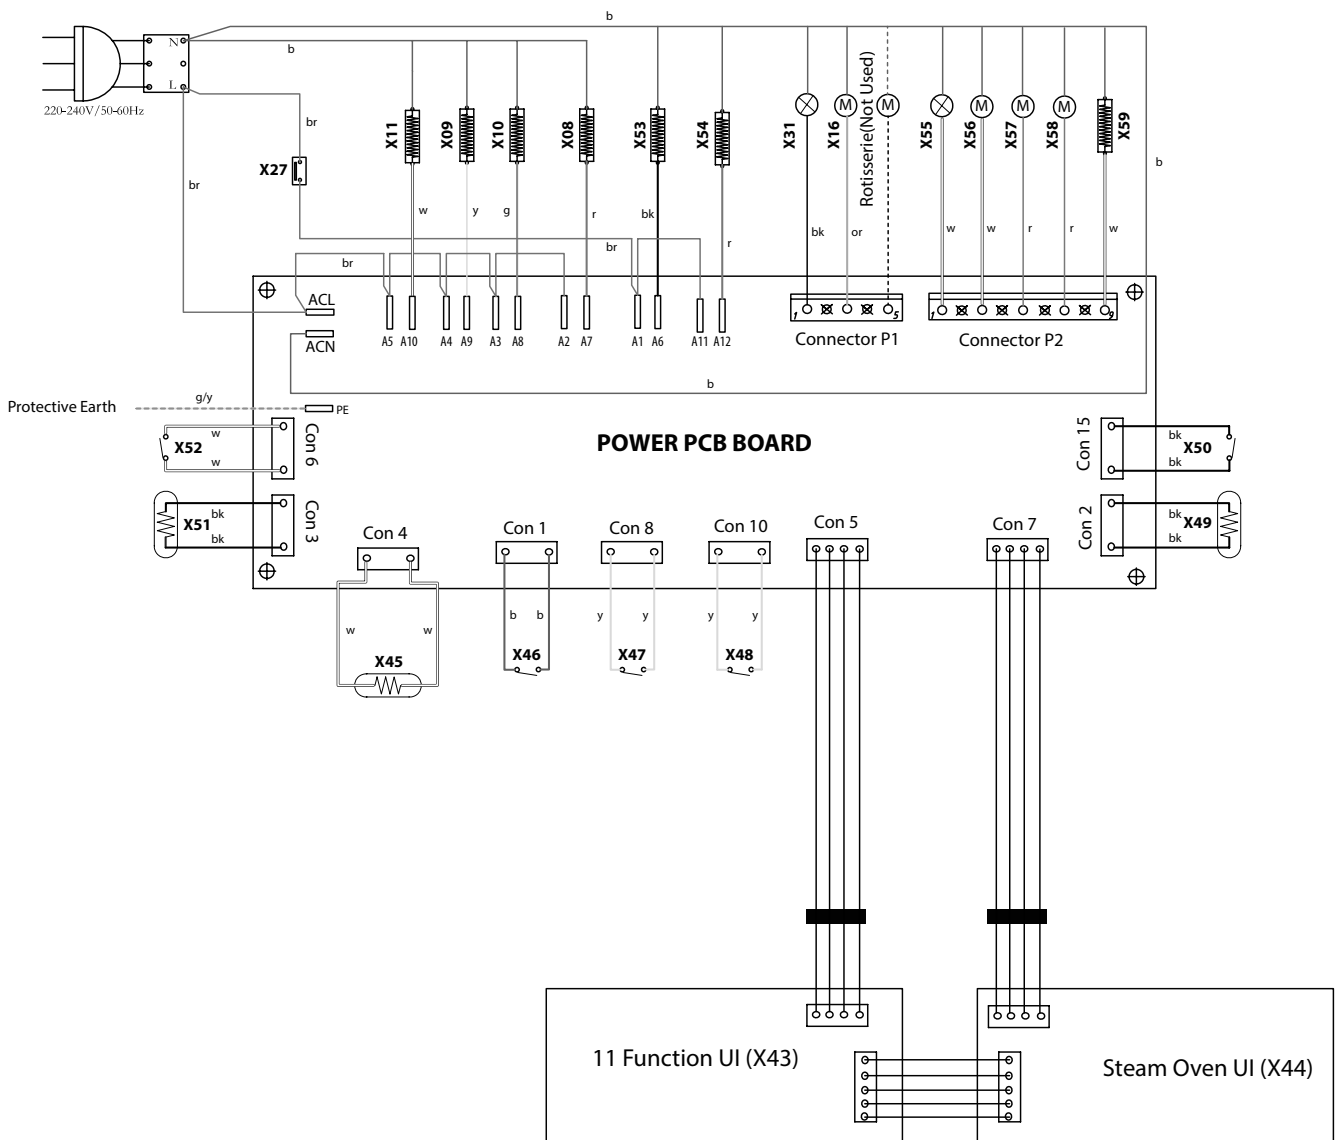 b
N
b
L
220-240V/50-60Hz
br
br
X27
X11
X09
X10
X08
X53
X54
X31
X16
Rotisserie(Not Used)
M
M
X55
X56
X57
X58
X59
M
M
M
b
w
y
g
r
bk
r
bk
or
w
w
r
r
w
br
br
ACL
ACN
A5
A10
A4
A9
A3
A8
A2
A7
A1
A6
A11
A12
1
5
Connector P1
1
9
Connector P2
b
Protective Earth
g/y
PE
POWER PCB BOARD
w
X52
w
Con 6
bk
X51
bk
Con 3
Con 15
bk
X50
bk
Con 2
bk
X49
bk
Con 4
Con 1
Con 8
Con 10
Con 5
Con 7
w
w
X45
b
b
X46
y
y
X47
y
y
X48
11 Function UI (X43)
Steam Oven UI (X44)